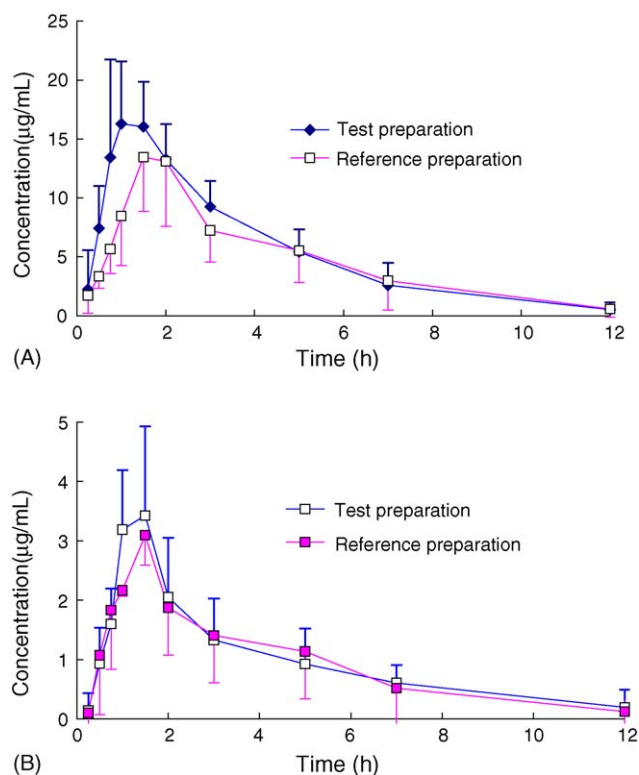 25
20
15
10
5
0
Concentration(μg/mL)
Test preparation
Reference preparation
0 2 4 6 8 10 12
Time (h)
(A)
5
4
3
2
1
0
Concentration(μg/mL)
Test preparation
Reference preparation
0 2 4 6 8 10 12
Time (h)
(B)